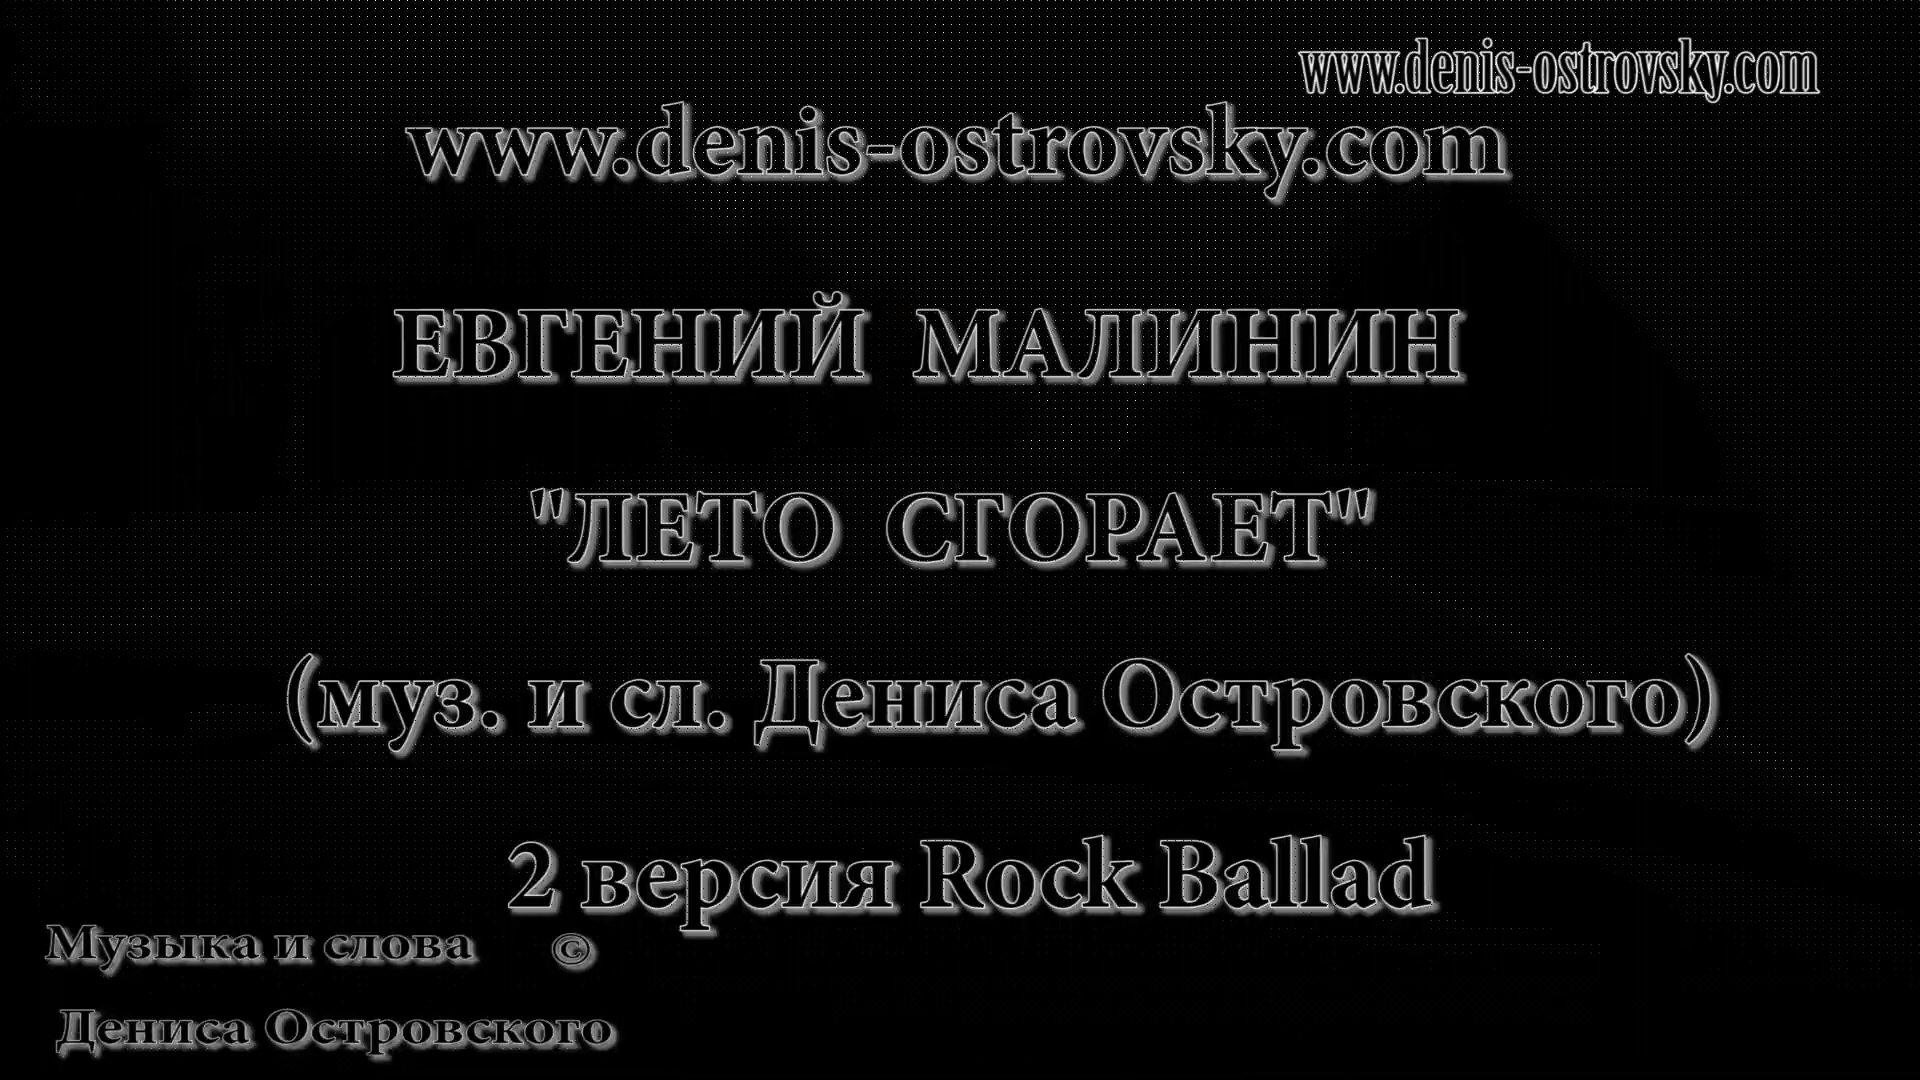 www.denis-ostrovsky.com
www.denis-ostrovsky.com
ЕВГЕНИЙ МАЛИНИН
"ЛЕТО СГОРАЕТ"
(муз. и сл. Дениса Островского)
2 версия Rock Ballad
Музыка и слова ©
Дениса Островского